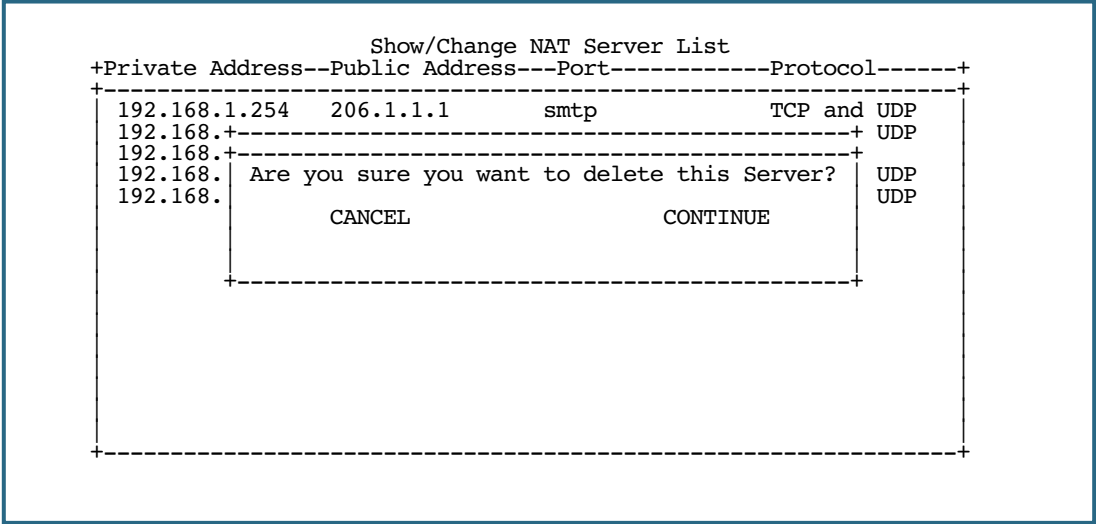 Show/Change NAT Server List
+Private Address--Public Address---Port------------Protocol------+
+----------------------------------------------------------------+
| 192.168.1.254   206.1.1.1       smtp             TCP and UDP   |
| 192.168.+----------------------------------------------+ UDP   |
| 192.168.+----------------------------------------------+       |
| 192.168.| Are you sure you want to delete this Server? | UDP   |
| 192.168.|                                              | UDP   |
|         |       CANCEL                   CONTINUE      |       |
|         |                                              |       |
|         |                                              |       |
|         +----------------------------------------------+       |
+----------------------------------------------------------------+